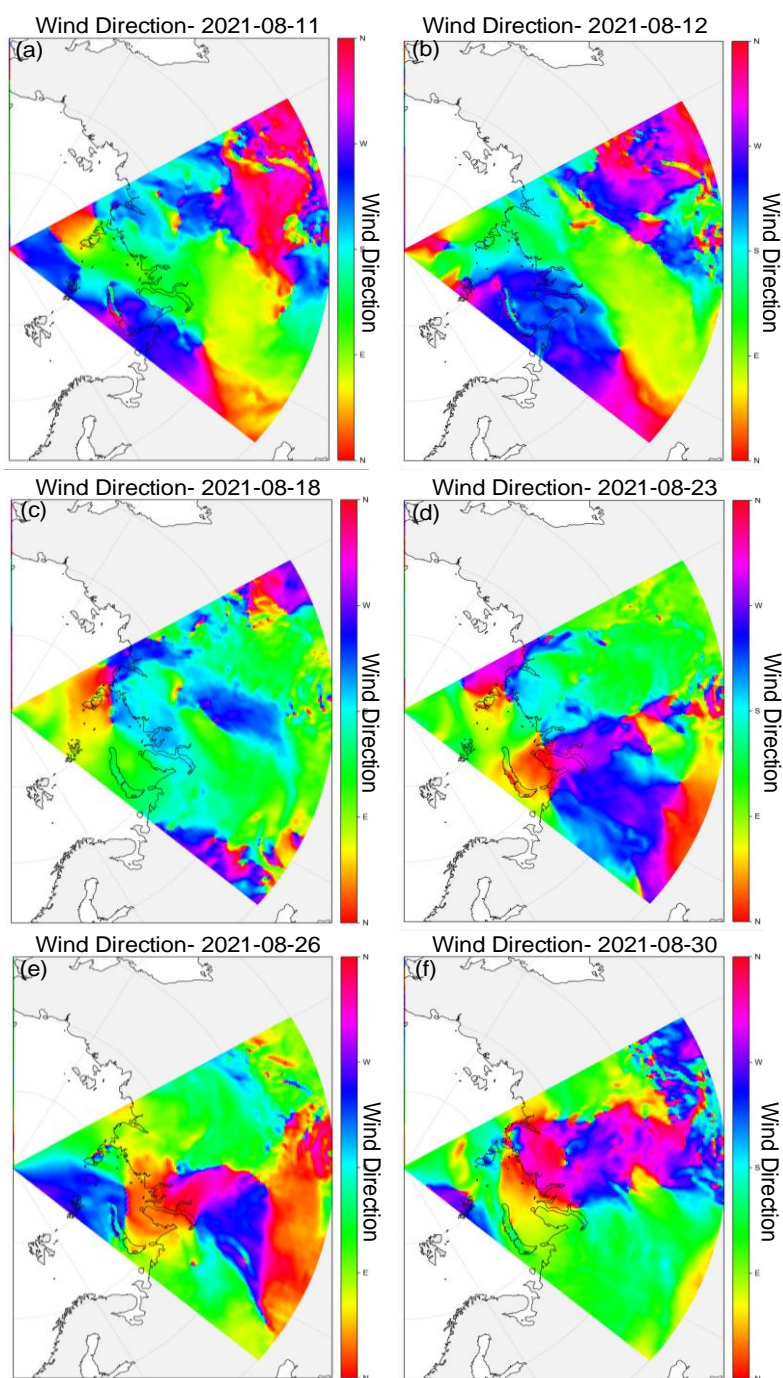 Wind Direction- 2021-08-11
(a)
N
W
S
E
N
Wind Direction
Wind Direction- 2021-08-12
(b)
N
W
S
E
N
Wind Direction
Wind Direction- 2021-08-18
(c)
N
W
S
E
N
Wind Direction
Wind Direction- 2021-08-23
(d)
N
W
S
E
N
Wind Direction
Wind Direction- 2021-08-26
(e)
N
W
S
E
N
Wind Direction
Wind Direction- 2021-08-30
(f)
N
W
S
E
N
Wind Direction